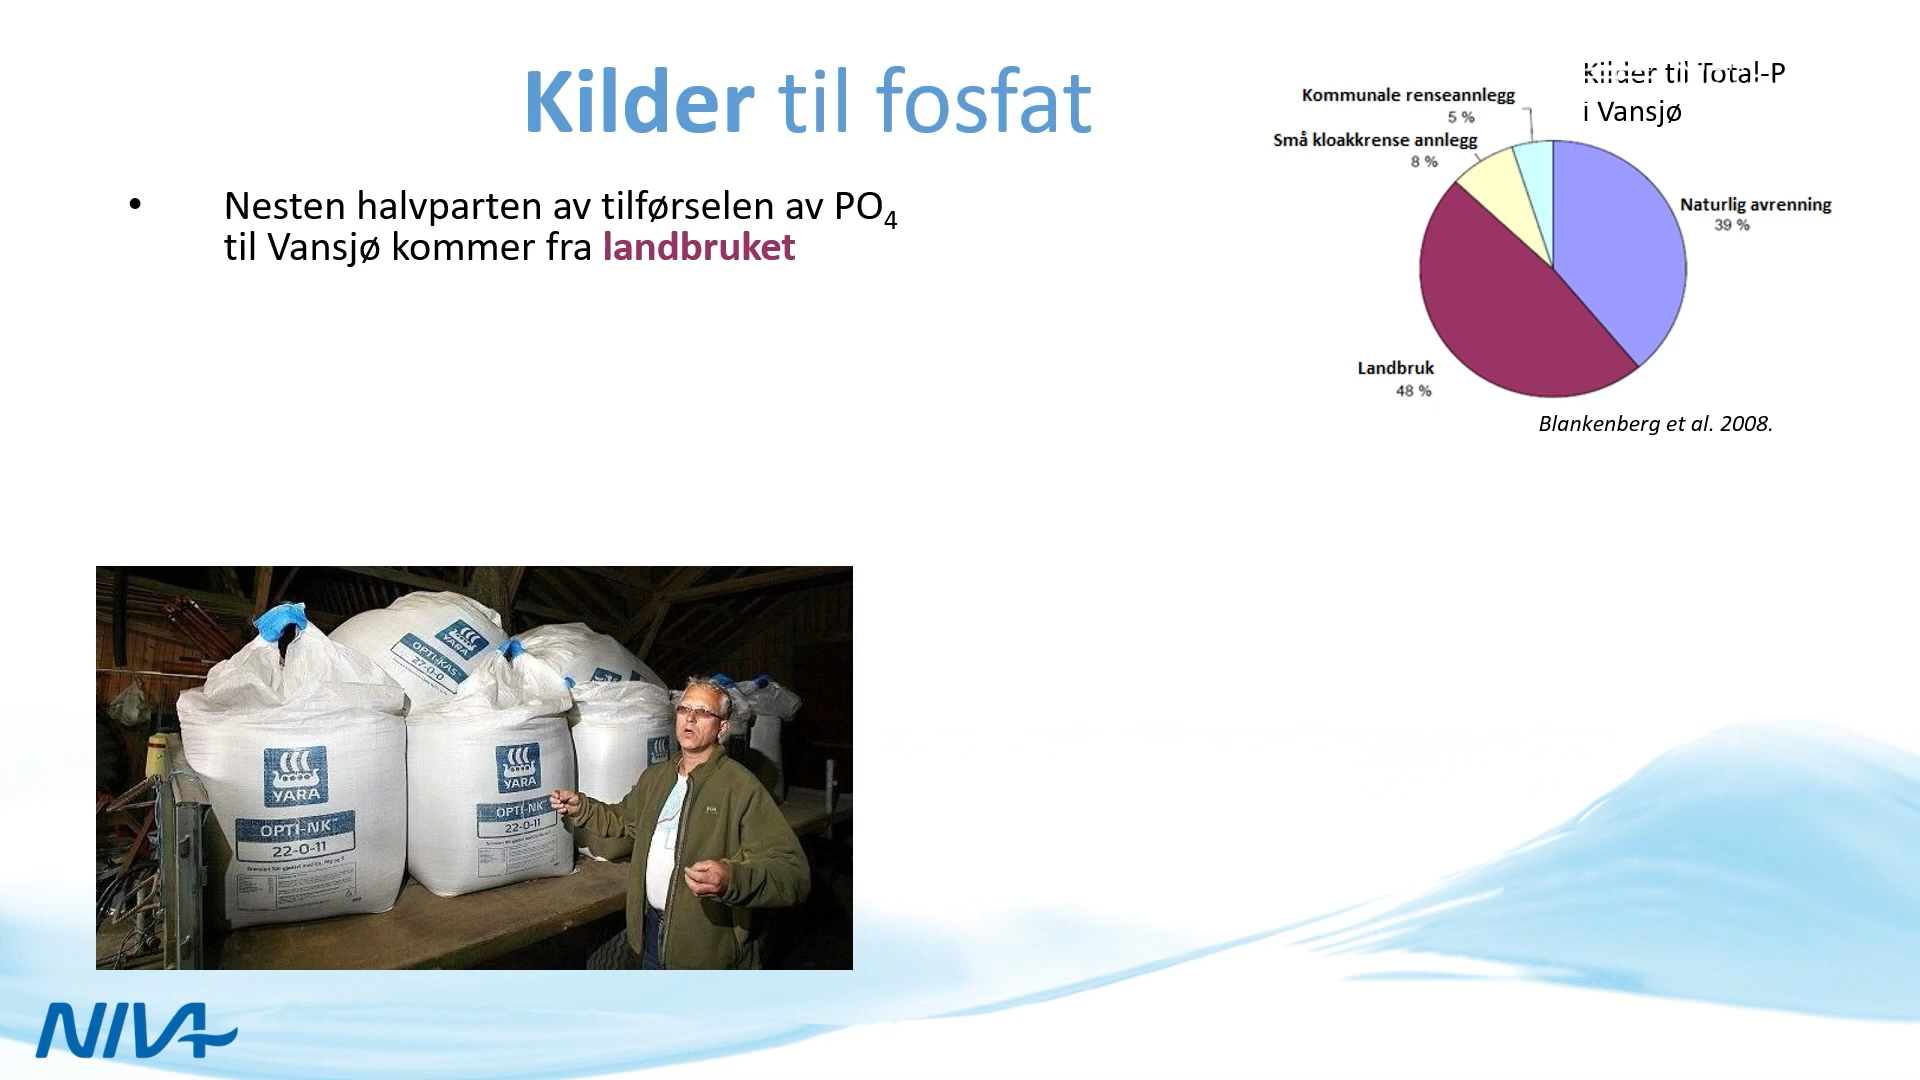 Kilder til fosfat
• Nesten halvparten av tilførselen av PO4
til Vansjø kommer fra landbruket
Kilder til Total-P
i Vansjø
Kommunale renseannlegg
5 %
Små kloakkrense annlegg
8 %
Naturlig avrenning
39 %
Landbruk
48 %
Blankenberg et al. 2008.
YARA
OPTI-KAS
27-0-0
YARA
OPTI-NK
22-0-11
YARA
OPTI-NK
22-0-11
NIVA